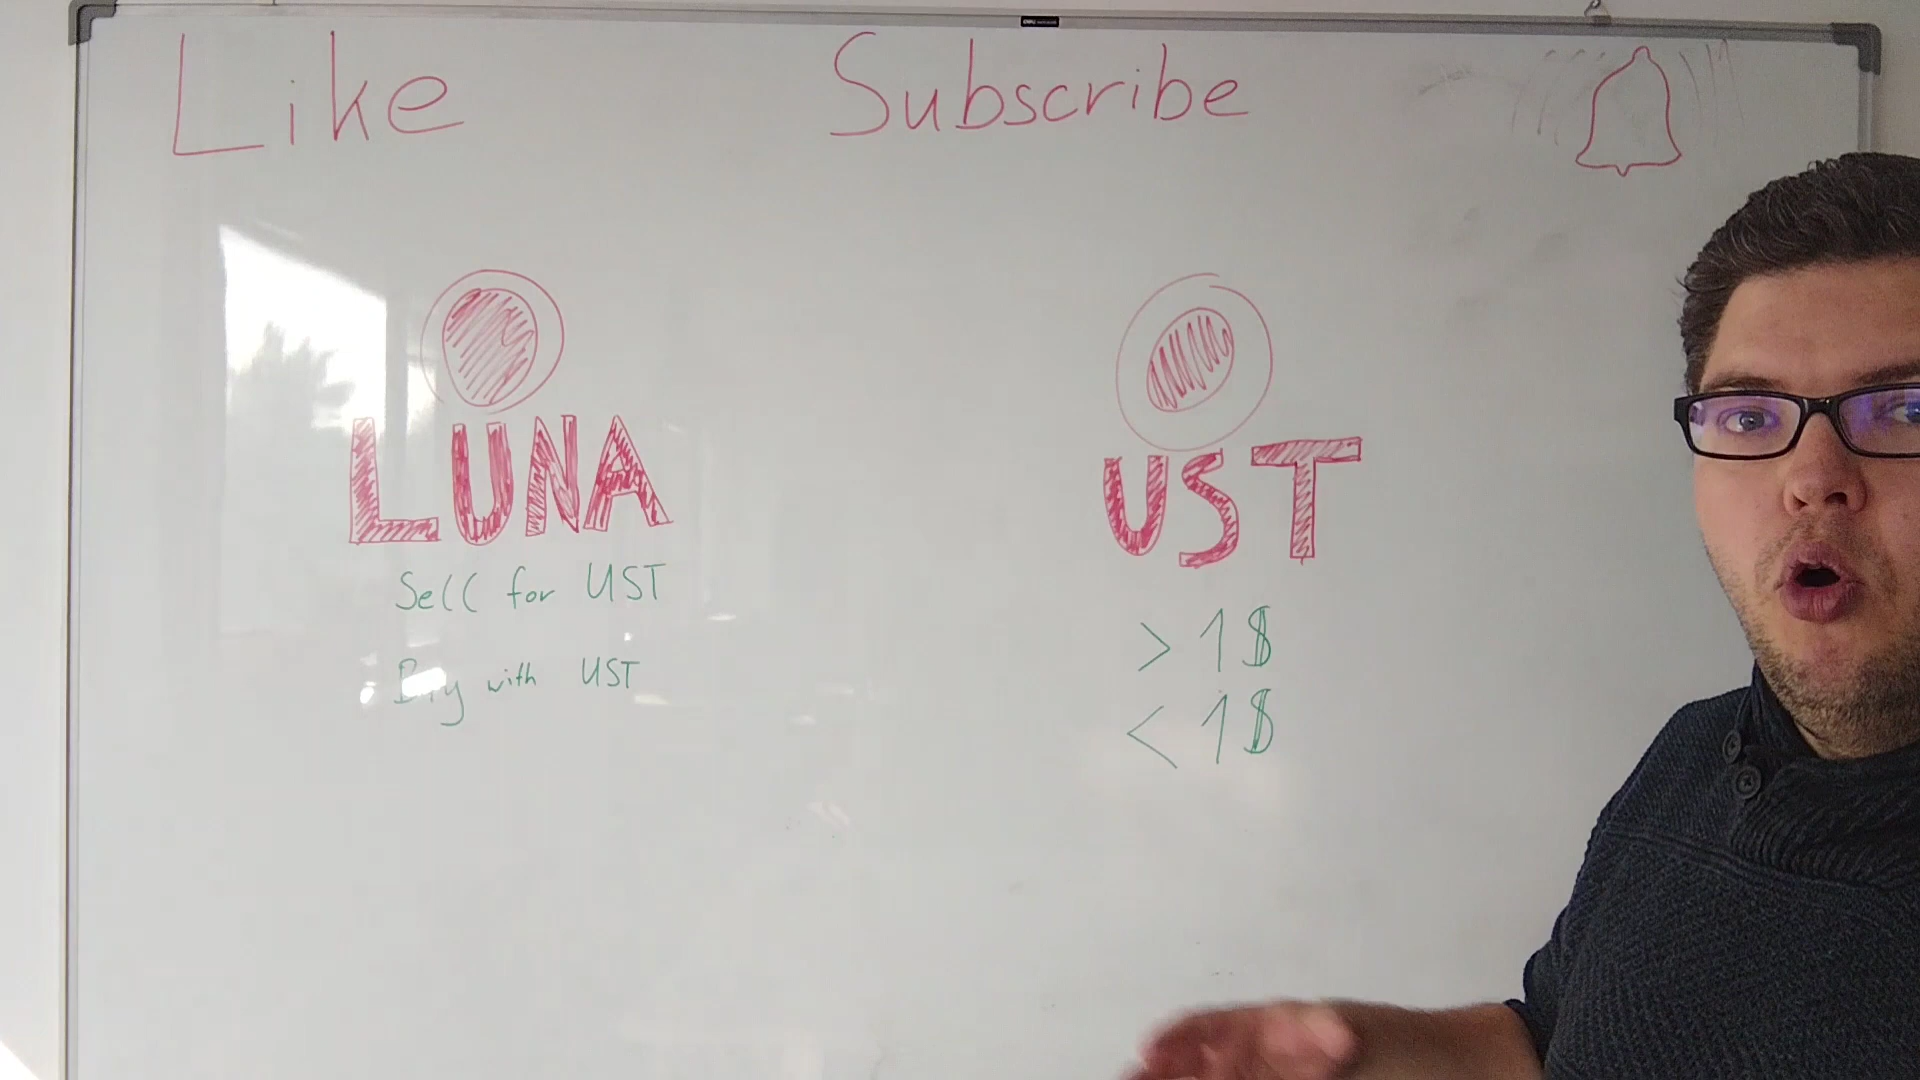 Like Subscribe
LUNA
UST
Sell for UST
Buy with UST
> 1$
< 1$